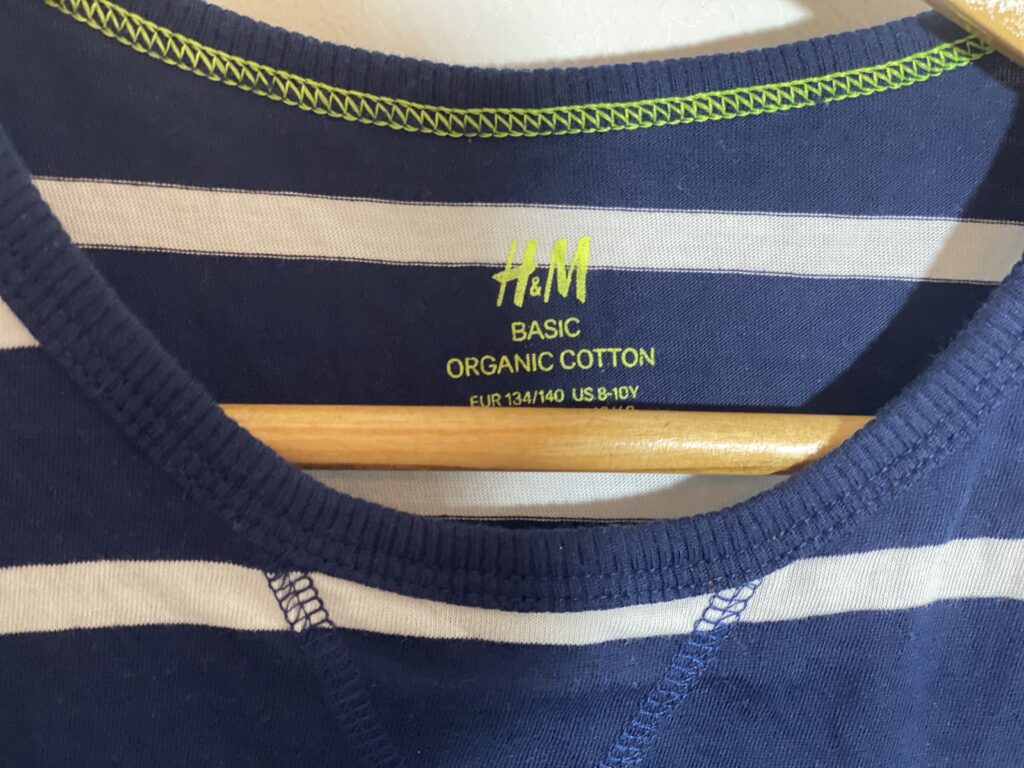 H&M
BASIC
ORGANIC COTTON
EUR 134/140 US 8-10Y